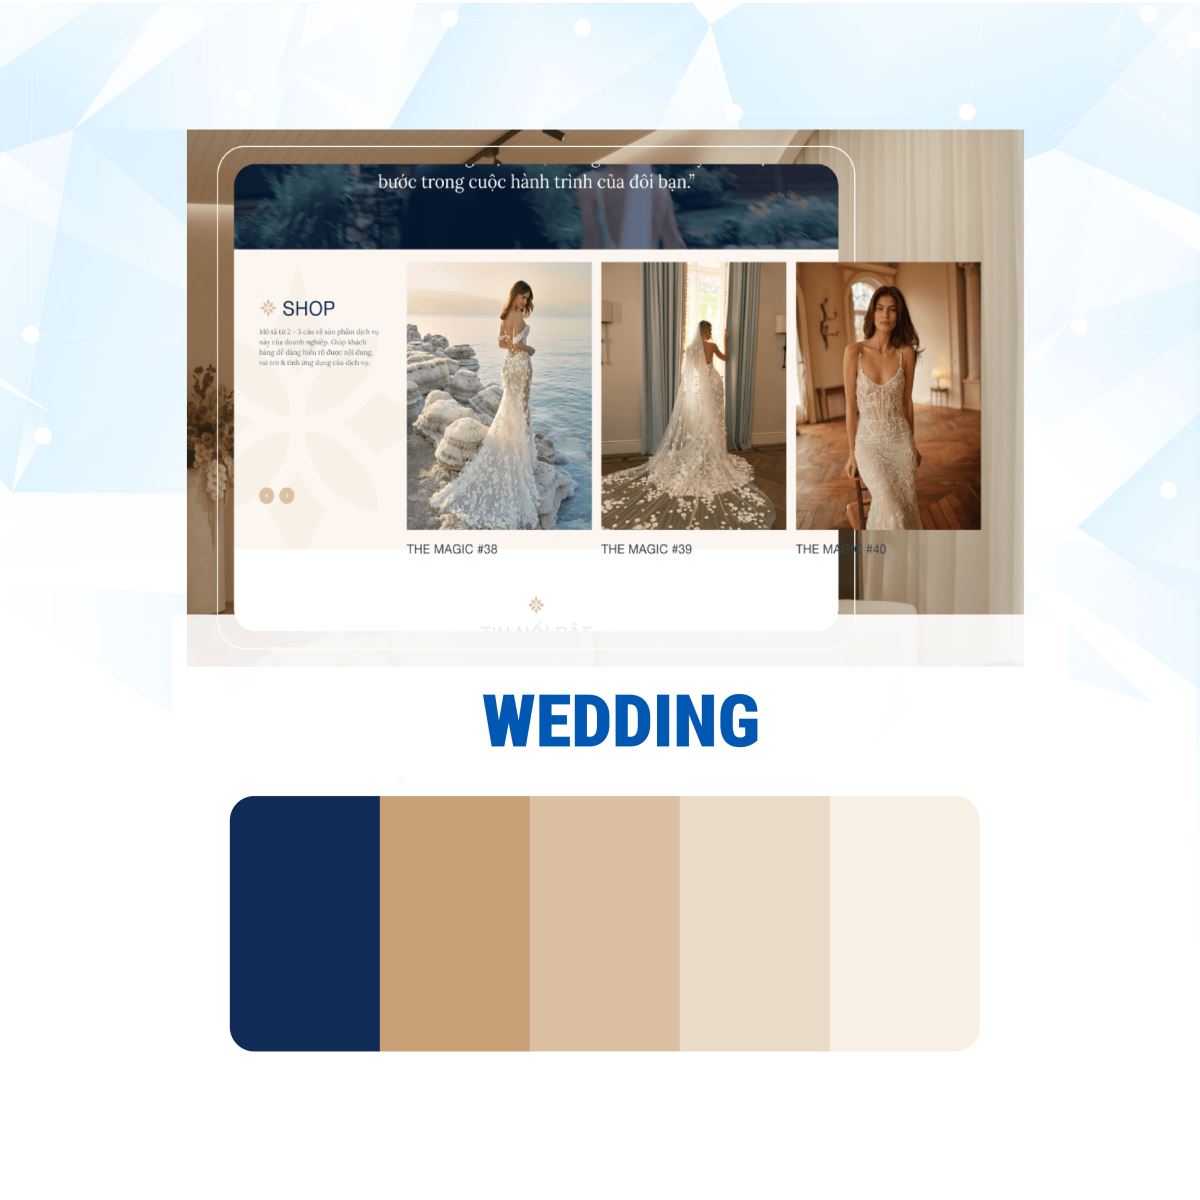 bước trong cuộc hành trình của đôi bạn.”
SHOP
Mô tả từ 2 - 3 câu về sản phẩm dịch vụ
này của doanh nghiệp. Giúp khách
hàng dễ dàng hiểu rõ được nội dung,
vai trò & tính ứng dụng của dịch vụ.
THE MAGIC #38
THE MAGIC #39
THE MAGIC #40
TIN NỔI BẬT
WEDDING